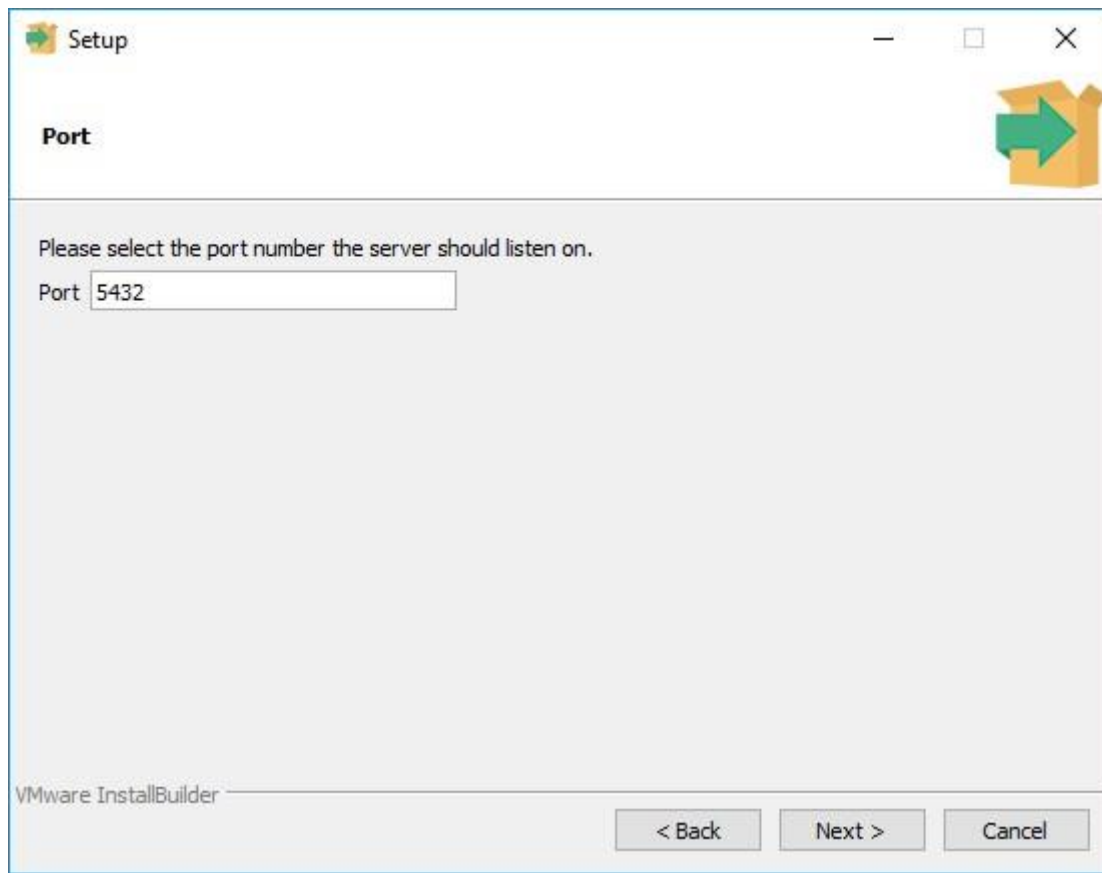 Setup
Port
Please select the port number the server should listen on.
Port 5432
VMware InstallBuilder
< Back Next > Cancel